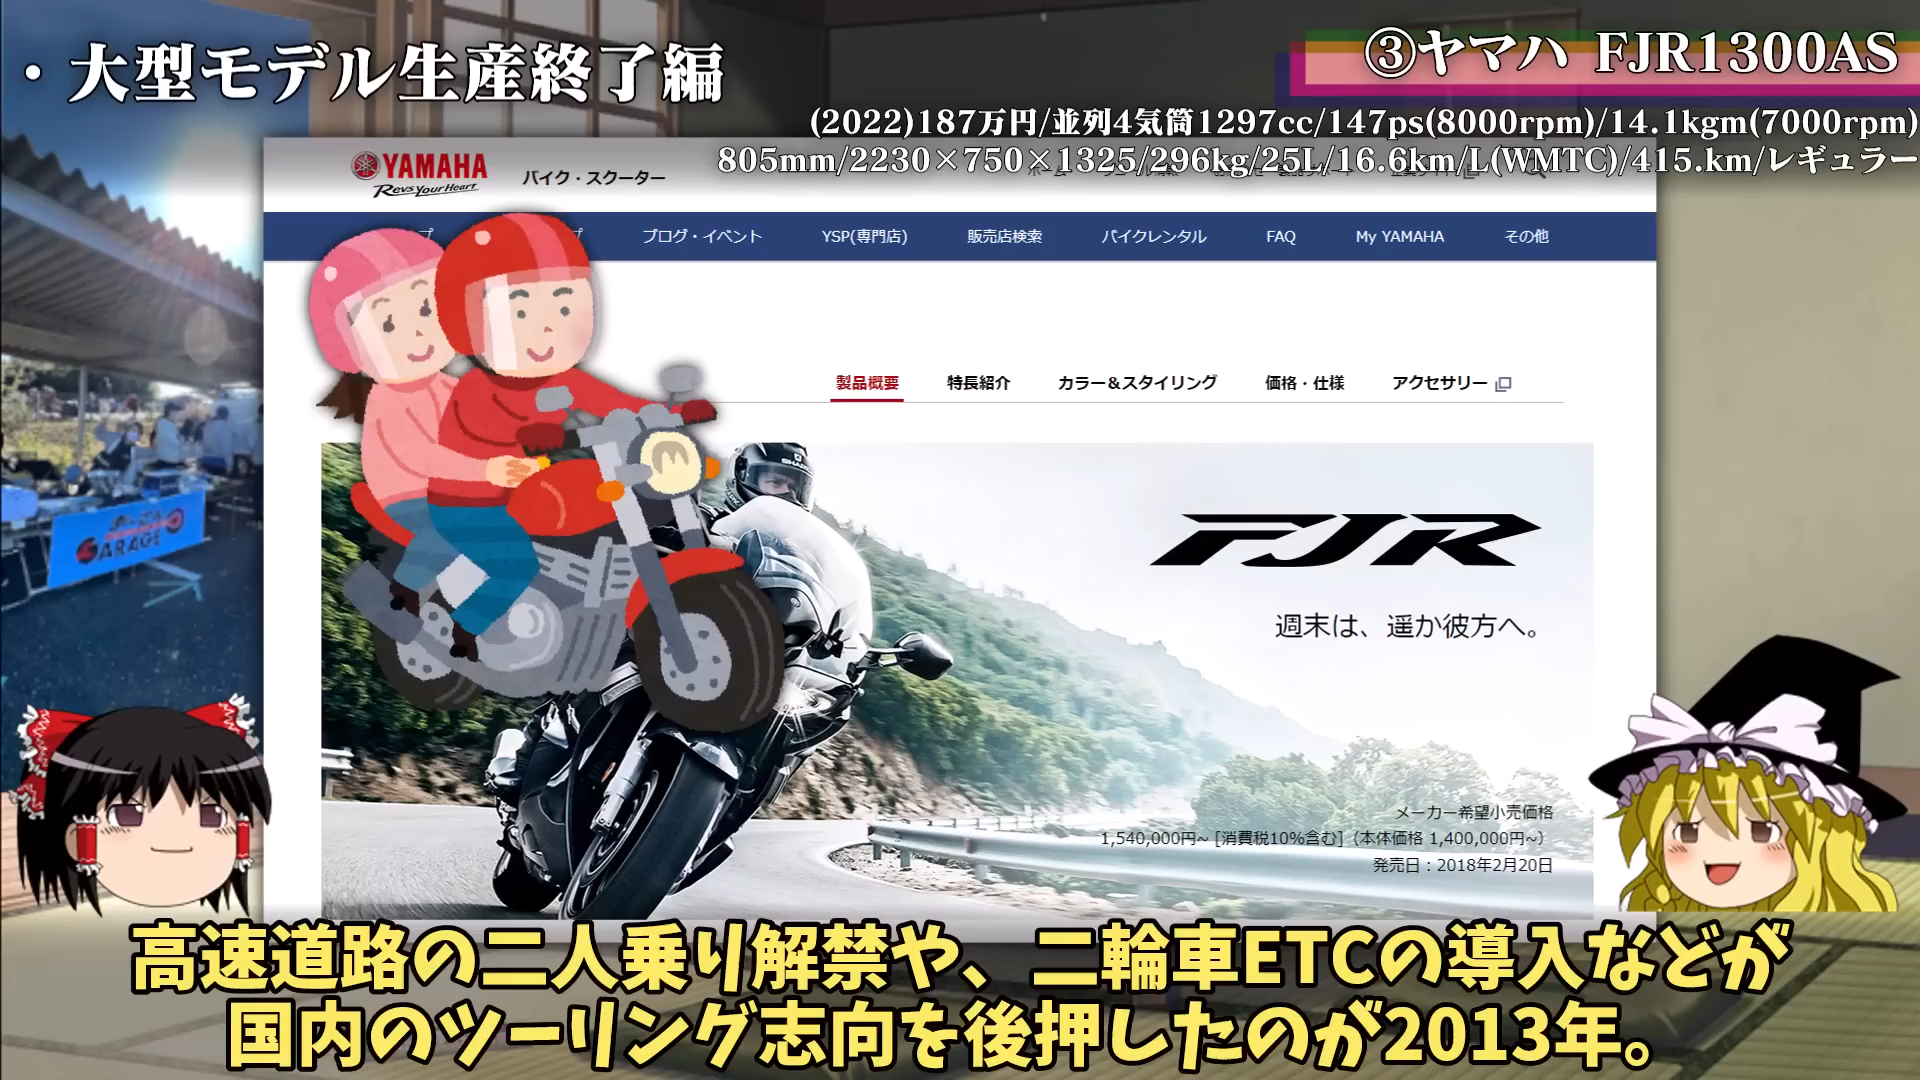 ・大型モデル生産終了編
③ヤマハ FJR1300AS
(2022)187万円/並列4気筒1297cc/147ps(8000rpm)/14.1kgm(7000rpm)
805mm/2230×750×1325/296kg/25L/16.6km/L(WMTC)/415.km/レギュラー
YAMAHA
Revs Your Heart
バイク・スクーター
ブログ・イベント YSP(専門店) 販売店検索 バイクレンタル FAQ My YAMAHA その他
製品概要 特長紹介 カラー＆スタイリング 価格・仕様 アクセサリー
FJR
週末は、遥か彼方へ。
GARAGE
メーカー希望小売価格
1,540,000円~ [消費税10%含む]（本体価格 1,400,000円~）
発売日：2018年2月20日
高速道路の二人乗り解禁や、二輪車ETCの導入などが
国内のツーリング志向を後押したのが2013年。